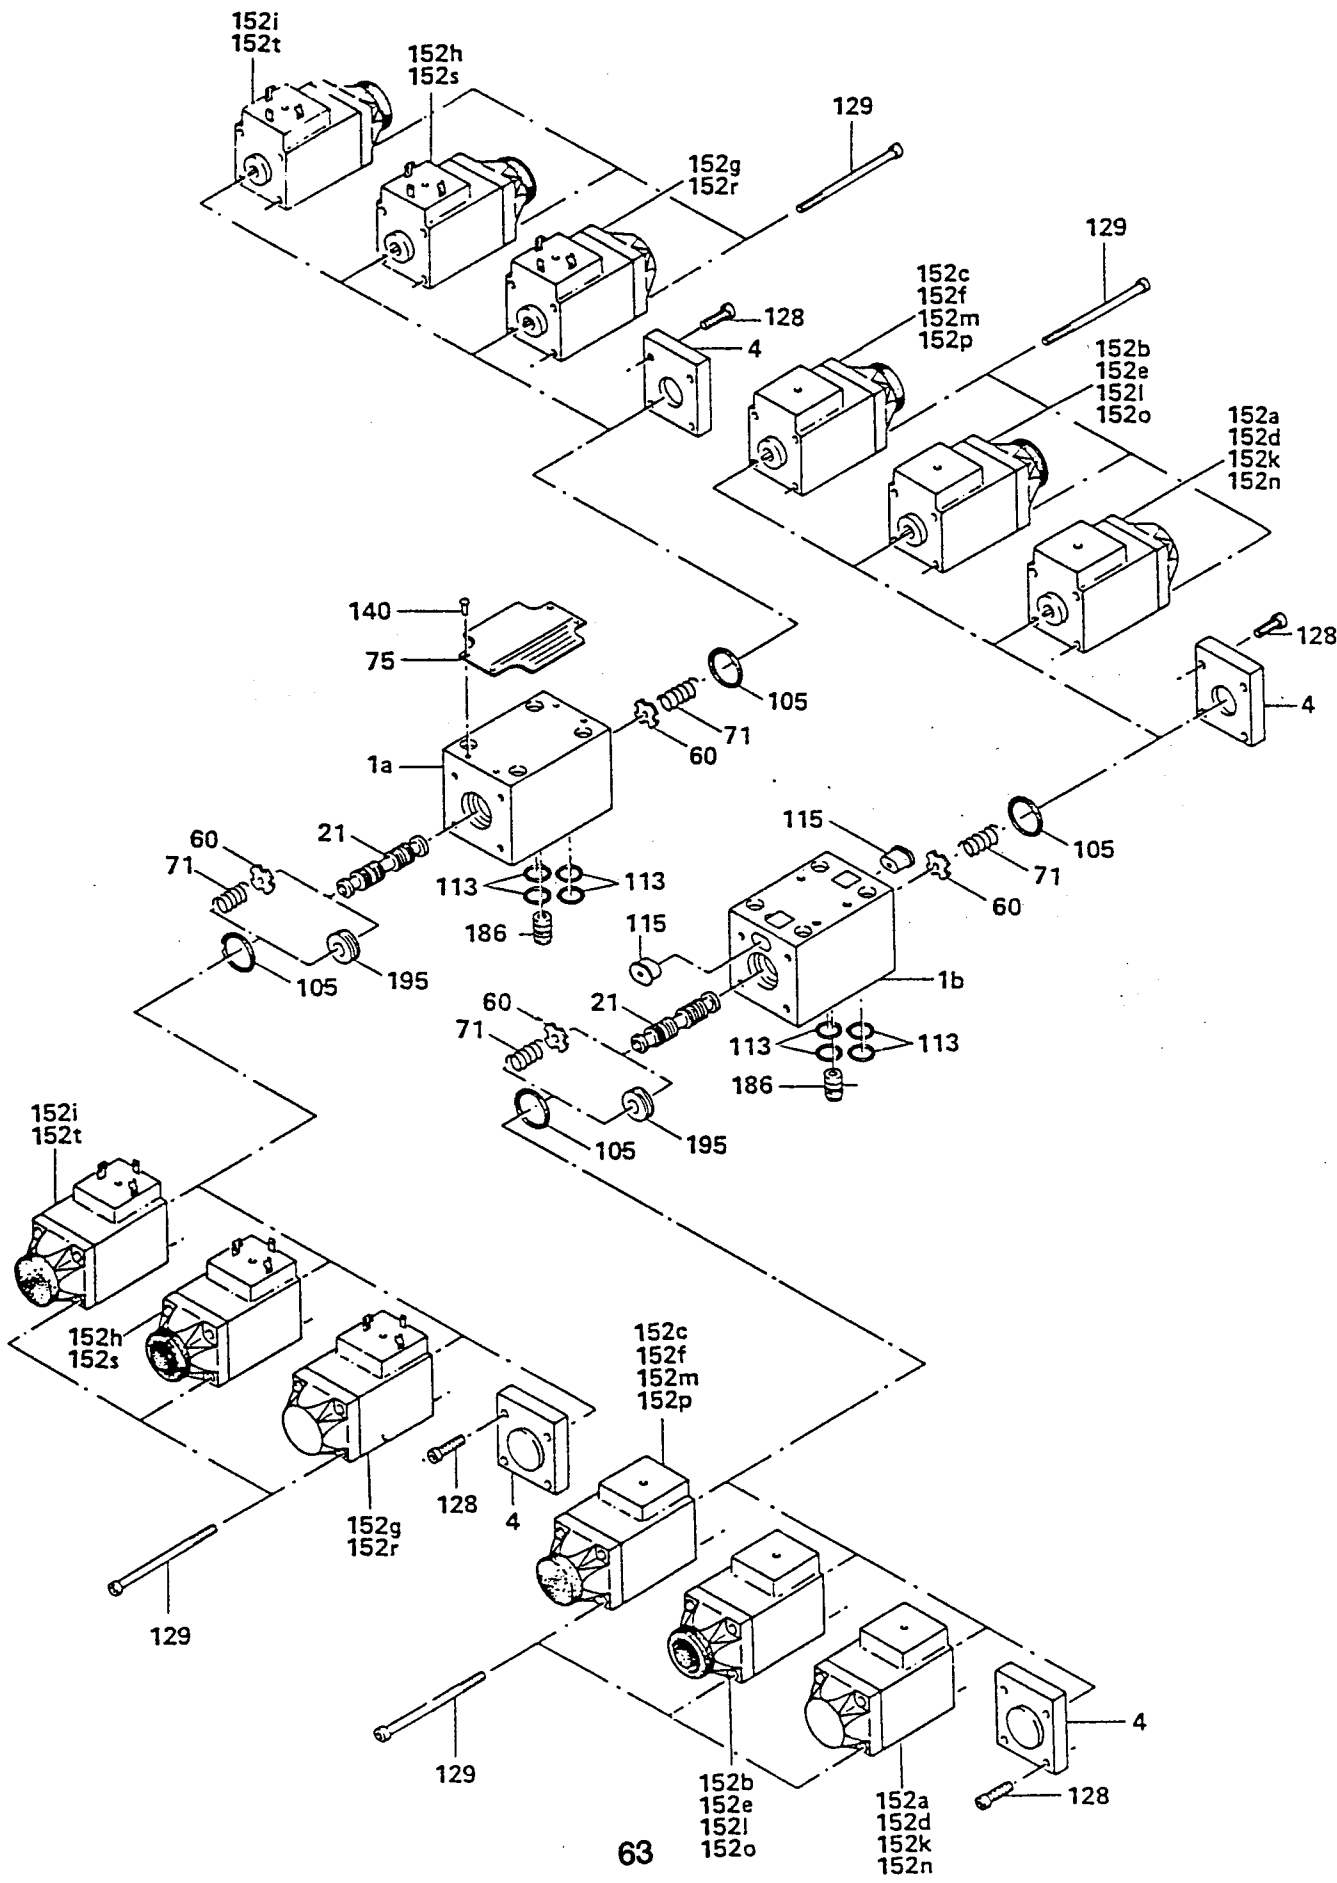 152i
152t
152h
152s
129
152g
152r
129
152c
152f
152m
152p
128
4
152b
152e
152l
152o
152a
152d
152k
152n
140
75
128
4
105
71
60
1a
21
60
71
115
105
71
60
113
113
186
115
195
105
1b
60
21
71
113
113
186
195
105
152i
152t
152h
152s
152c
152f
152m
152p
128
4
152g
152r
129
4
129
128
152b
152e
152l
152o
152a
152d
152k
152n
63